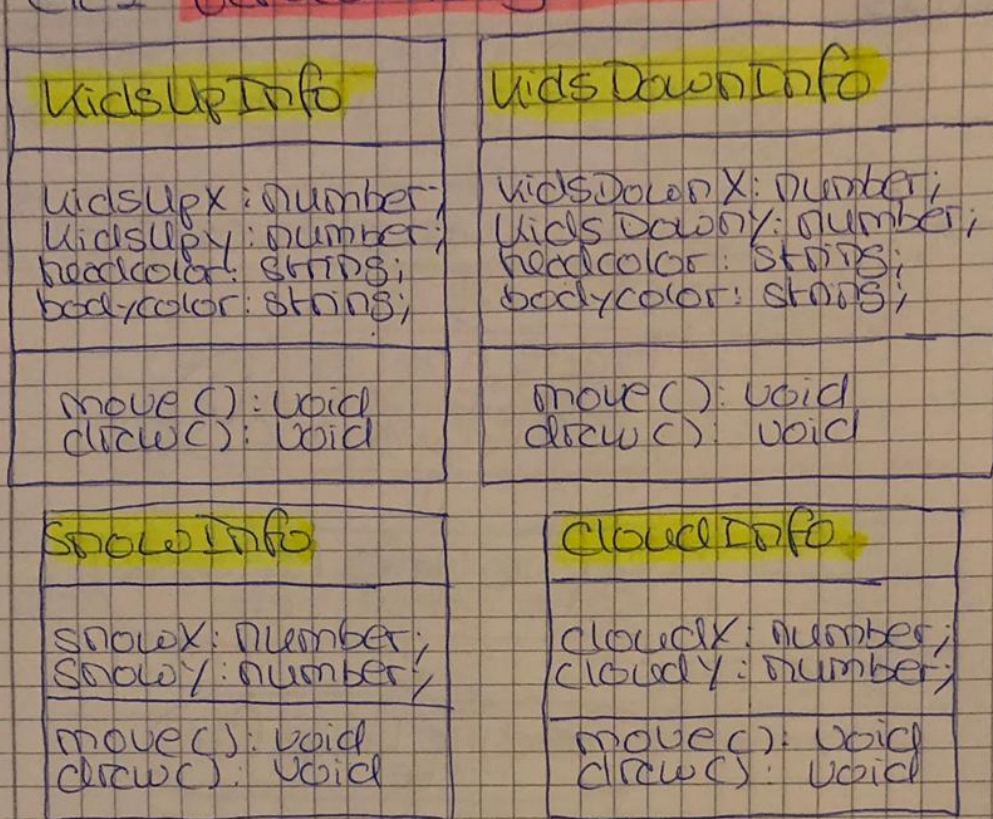 KidsUpInfo
KidsUpX: number;
KidsUpY: number;
headcolor: string;
bodycolor: string;
move(): void
draw(): void
KidsDownInfo
KidsDownX: number;
KidsDownY: number;
headcolor: string;
bodycolor: string;
move(): void
draw(): void
SnowInfo
snowX: number;
snowY: number;
move(): void
draw(): void
CloudInfo
cloudX: number;
cloudY: number;
move(): void
draw(): void